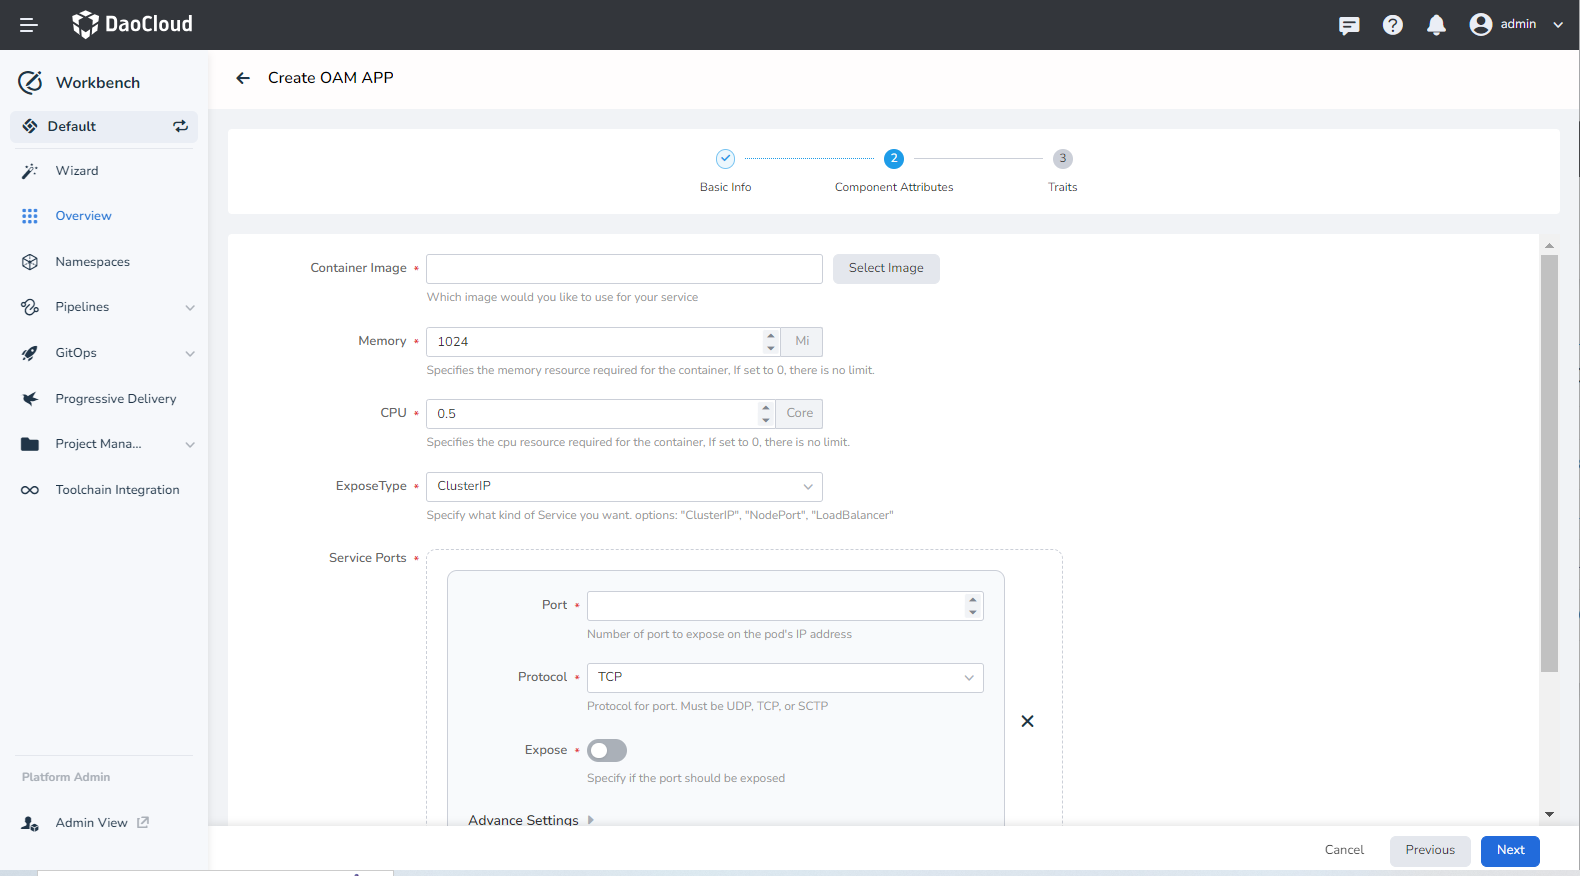 DaoCloud
admin
Workbench
Create OAM APP
Default
Wizard
Overview
Namespaces
Pipelines
GitOps
Progressive Delivery
Project Mana...
Toolchain Integration
Platform Admin
Admin View
2
3
Basic Info
Component Attributes
Traits
Container Image *
Select Image
Which image would you like to use for your service
Memory * 1024 Mi
Specifies the memory resource required for the container, If set to 0, there is no limit.
CPU * 0.5 Core
Specifies the cpu resource required for the container, If set to 0, there is no limit.
ExposeType * ClusterIP
Specify what kind of Service you want. options: "ClusterIP", "NodePort", "LoadBalancer"
Service Ports *
Port *
Number of port to expose on the pod's IP address
Protocol * TCP
Protocol for port. Must be UDP, TCP, or SCTP
Expose *
Specify if the port should be exposed
Advance Settings
Cancel
Previous
Next